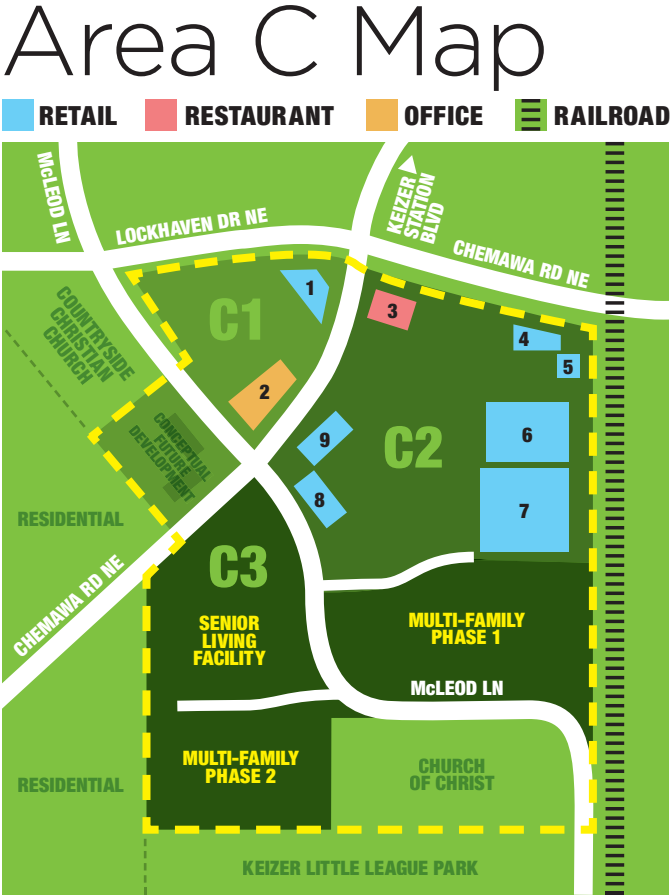 Area C Map
RETAIL
RESTAURANT
OFFICE
RAILROAD
McLEOD LN
LOCKHAVEN DR NE
KEIZER
STATION
BLVD
CHEMAWA RD NE
COUNTRYSIDE
CHRISTIAN
CHURCH
C1
1
2
3
4
5
C2
6
7
9
8
CONCEPTUAL
FUTURE
DEVELOPMENT
RESIDENTIAL
CHEMAWA RD NE
C3
SENIOR
LIVING
FACILITY
MULTI-FAMILY
PHASE 1
McLEOD LN
MULTI-FAMILY
PHASE 2
CHURCH
OF CHRIST
RESIDENTIAL
KEIZER LITTLE LEAGUE PARK